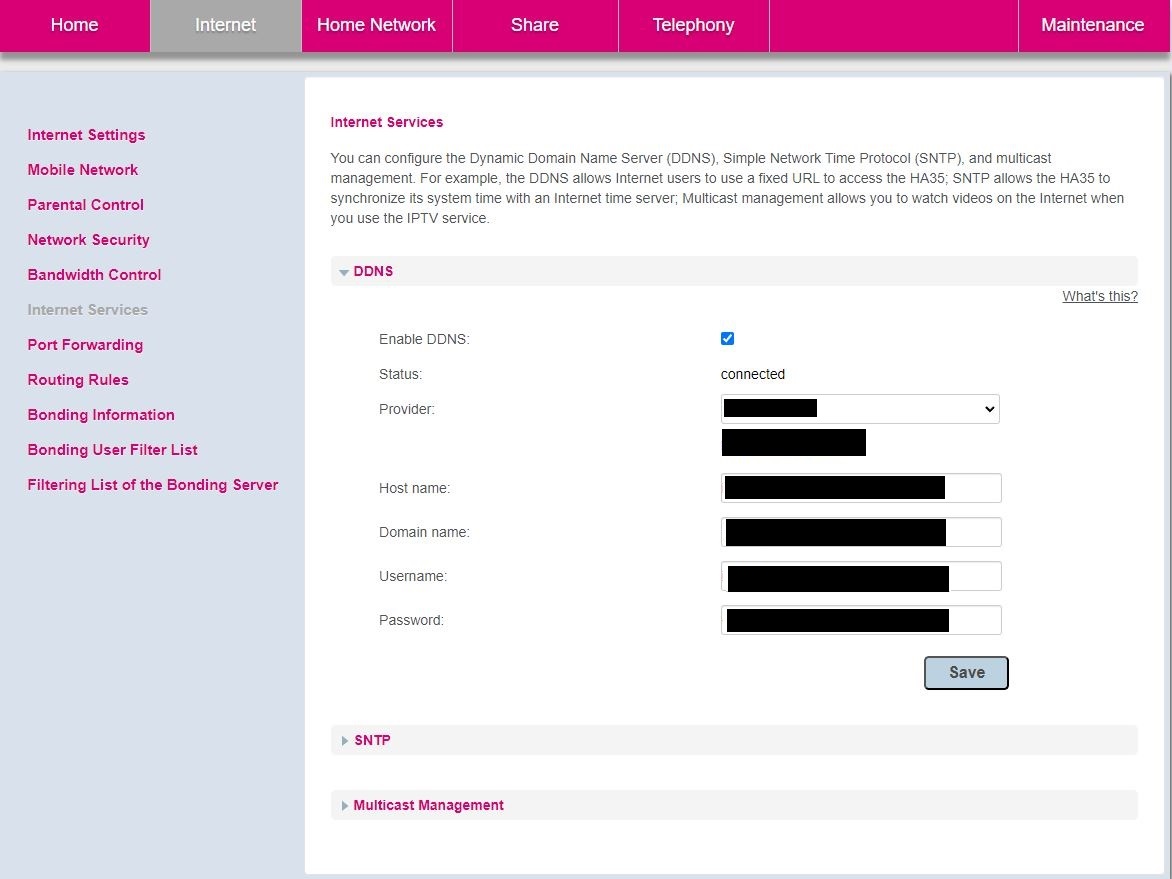 Home Internet Home Network Share Telephony Maintenance
Internet Settings
Mobile Network
Parental Control
Network Security
Bandwidth Control
Internet Services
Port Forwarding
Routing Rules
Bonding Information
Bonding User Filter List
Filtering List of the Bonding Server
Internet Services
You can configure the Dynamic Domain Name Server (DDNS), Simple Network Time Protocol (SNTP), and multicast
management. For example, the DDNS allows Internet users to use a fixed URL to access the HA35; SNTP allows the HA35 to
synchronize its system time with an Internet time server; Multicast management allows you to watch videos on the Internet when
you use the IPTV service.
DDNS
What's this?
Enable DDNS:
Status: connected
Provider:
Host name:
Domain name:
Username:
Password:
Save
SNTP
Multicast Management